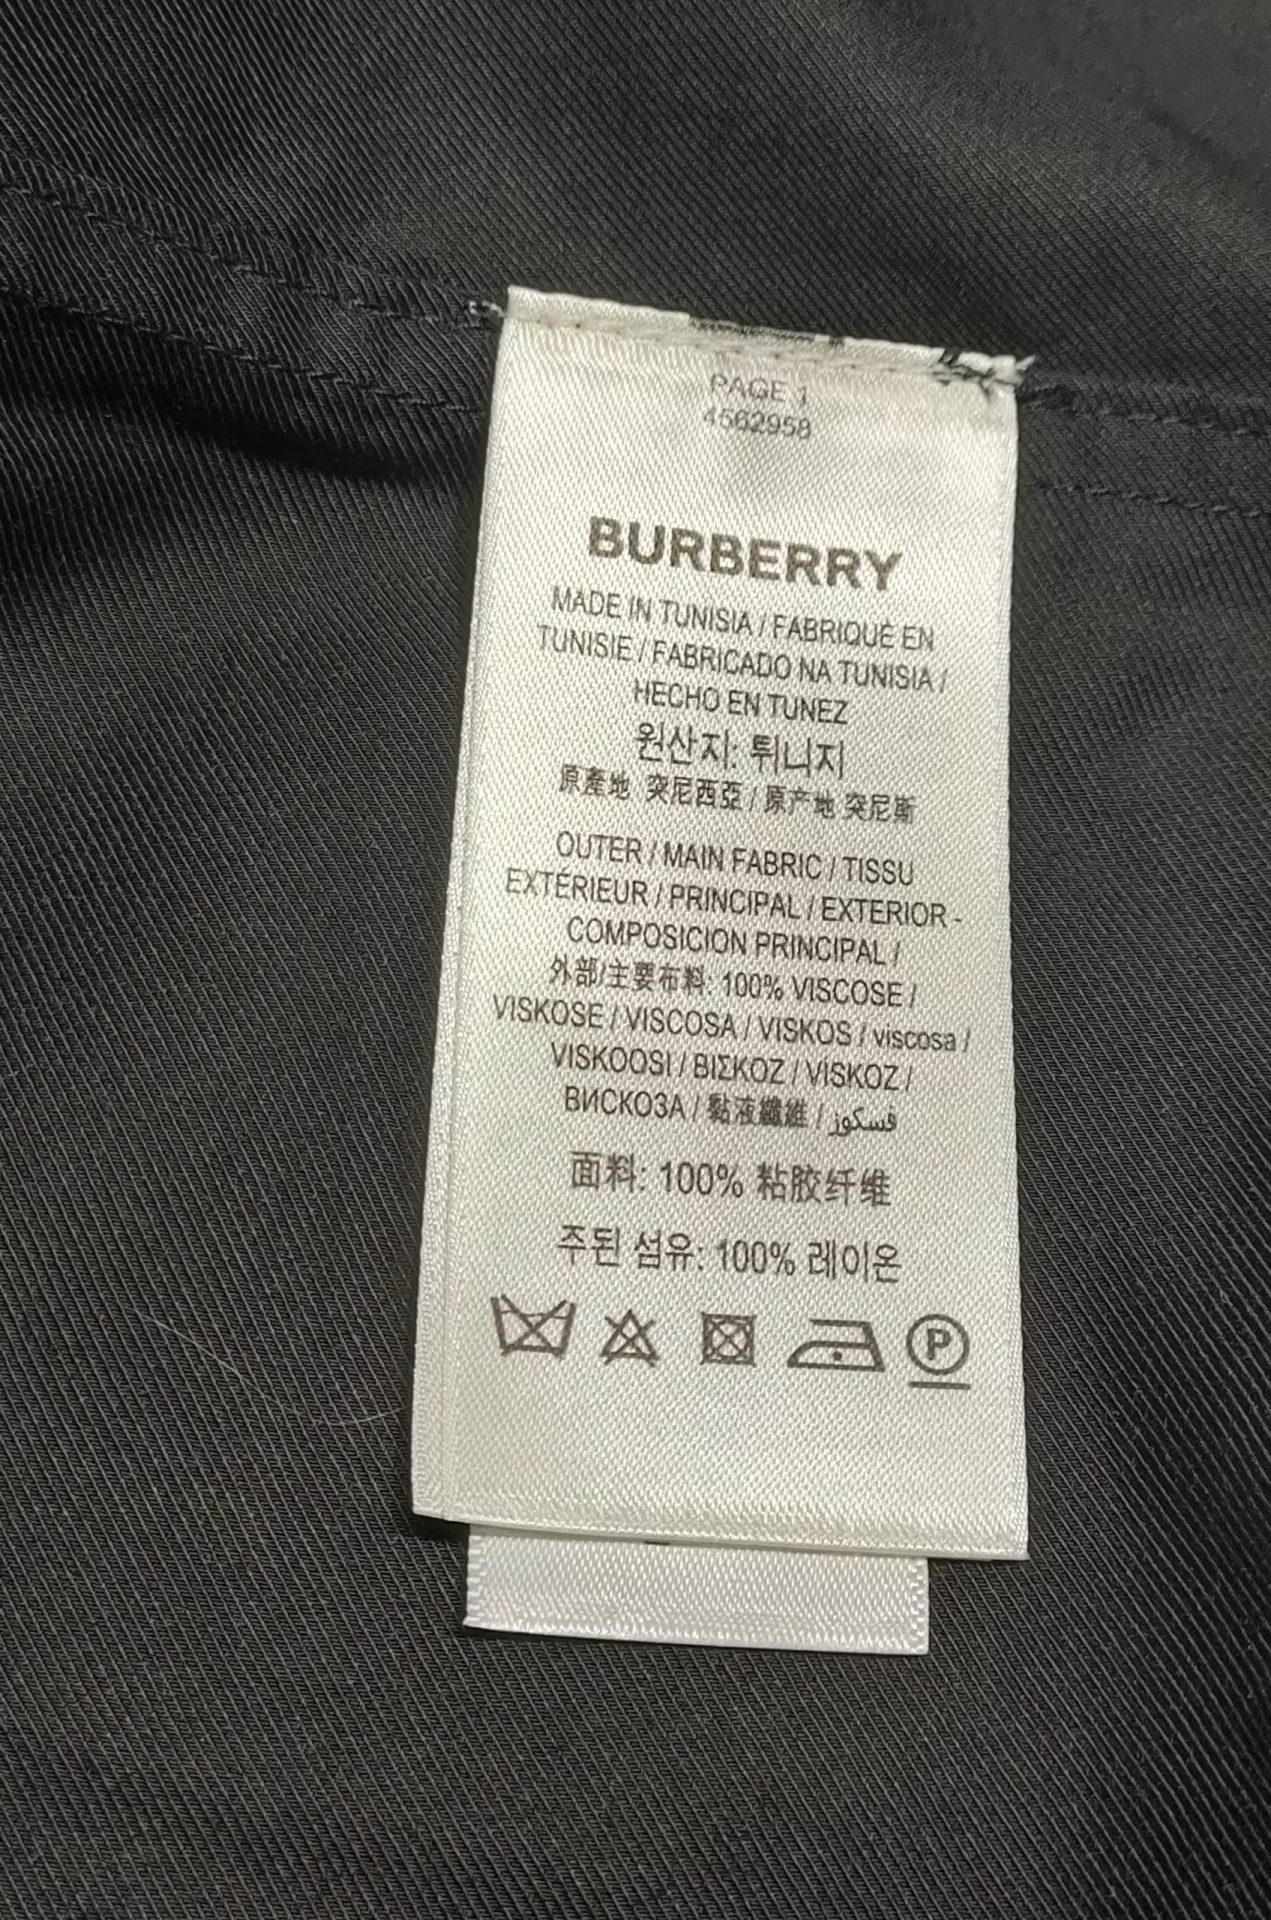 PAGE 1
4562958
BURBERRY
MADE IN TUNISIA / FABRIQUÉ EN
TUNISIE / FABRICADO NA TUNISIA /
HECHO EN TUNEZ
원산지: 튀니지
原產地 突尼西亞 / 原产地 突尼斯
OUTER / MAIN FABRIC / TISSU
EXTÉRIEUR / PRINCIPAL / EXTERIOR -
COMPOSICION PRINCIPAL /
外部/主要布料: 100% VISCOSE /
VISKOSE / VISCOSA / VISKOS / viscosa /
VISKOOSI / ΒΙΣΚΟΖ / VÍSKOZ /
ВИСКОЗА / 黏液纖維 / فسكوز
面料: 100% 粘胶纤维
주된 섬유: 100% 레이온
P